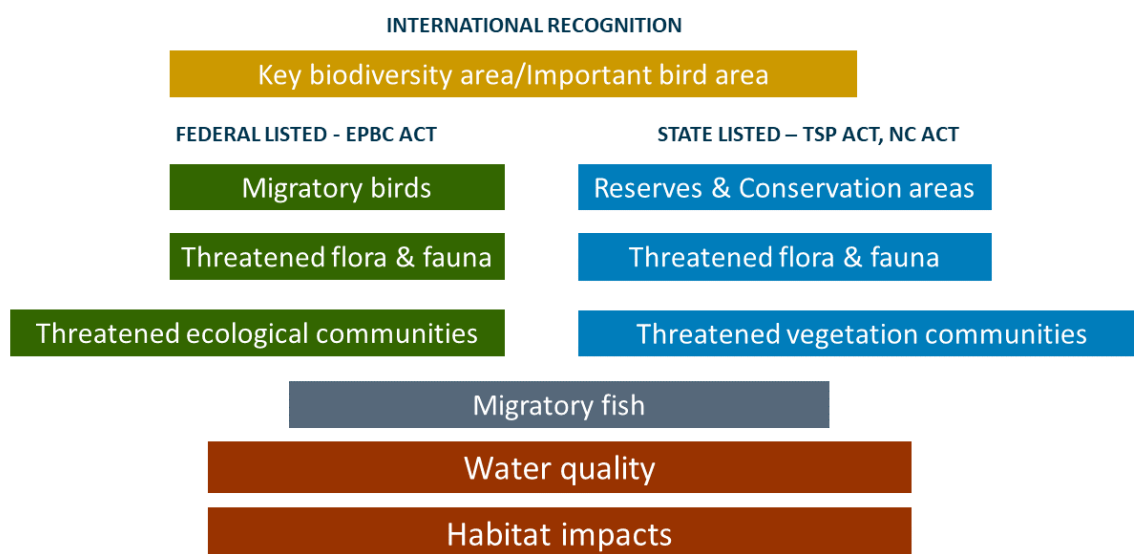 INTERNATIONAL RECOGNITION
Key biodiversity area/Important bird area
FEDERAL LISTED - EPBC ACT
STATE LISTED – TSP ACT, NC ACT
Migratory birds
Reserves & Conservation areas
Threatened flora & fauna
Threatened flora & fauna
Threatened ecological communities
Threatened vegetation communities
Migratory fish
Water quality
Habitat impacts